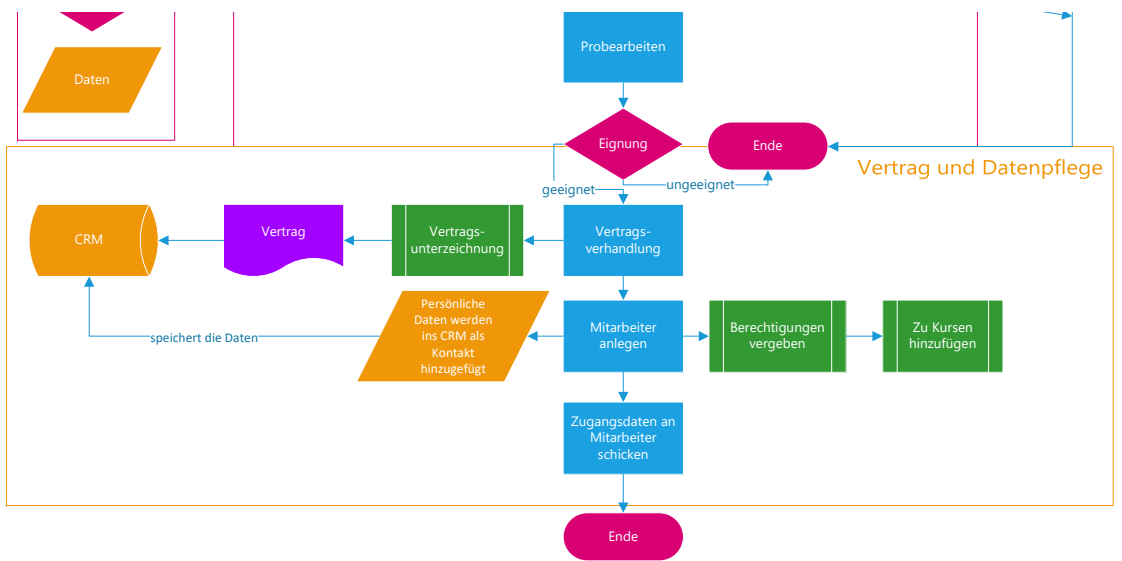 Probearbeiten
Daten
Eignung
Ende
Vertrag und Datenpflege
geeignet
ungeeignet
CRM
Vertrag
Vertrags-
unterzeichnung
Vertrags-
verhandlung
Persönliche
Daten werden
ins CRM als
Kontakt
hinzugefügt
speichert die Daten
Mitarbeiter
anlegen
Berechtigungen
vergeben
Zu Kursen
hinzufügen
Zugangsdaten an
Mitarbeiter
schicken
Ende